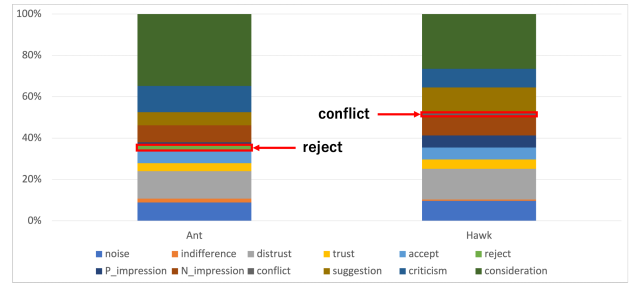 100%
80%
60%
40%
20%
0%
conflict
reject
Ant
Hawk
noise indifference distrust trust accept reject
P_impression N_impression conflict suggestion criticism consideration